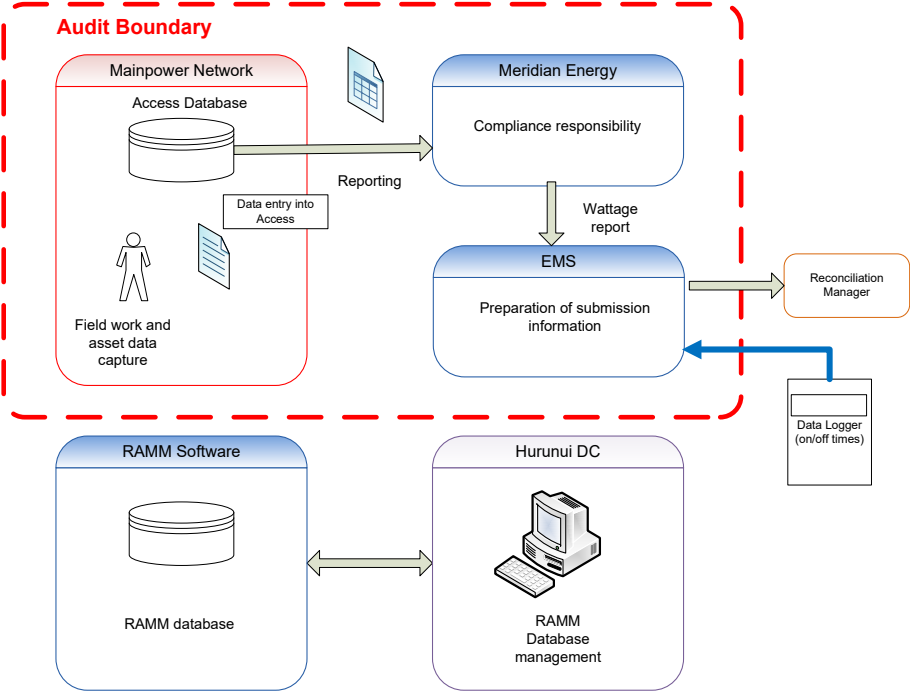 Audit Boundary
Mainpower Network
Access Database
Reporting
Data entry into
Access
Field work and
asset data
capture
Meridian Energy
Compliance responsibility
Wattage
report
EMS
Preparation of submission
information
Reconciliation
Manager
Data Logger
(on/off times)
RAMM Software
RAMM database
Hurunui DC
RAMM
Database
management